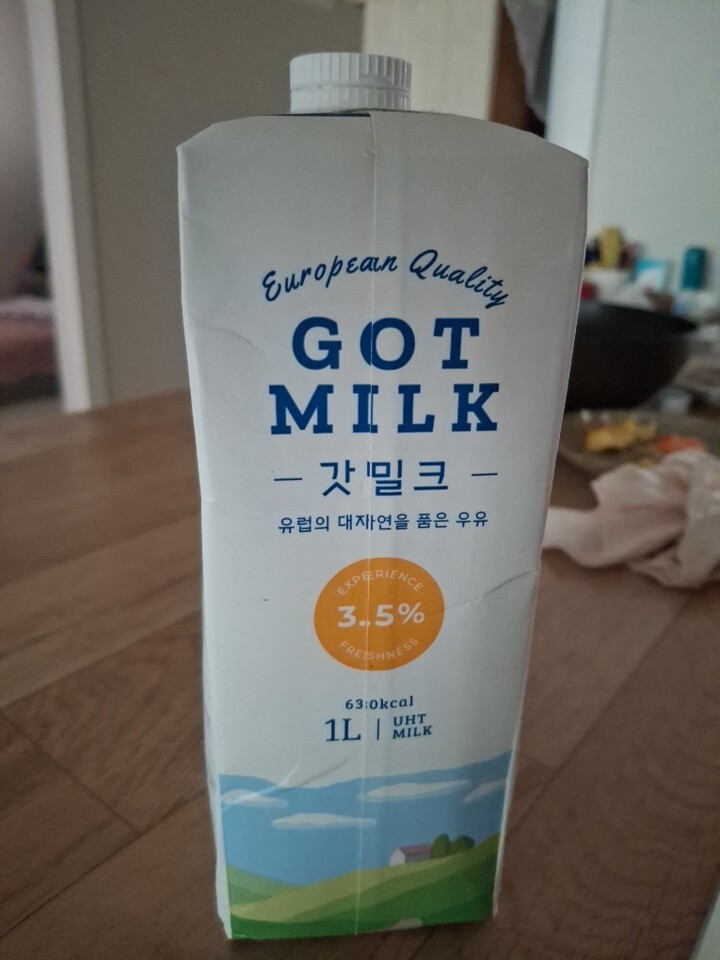 European Quality
GOT
MILK
– 갓밀크 –
유럽의 대자연을 품은 우유
EXPERIENCE
3.5%
FRESHNESS
630kcal
1L | UHT
MILK